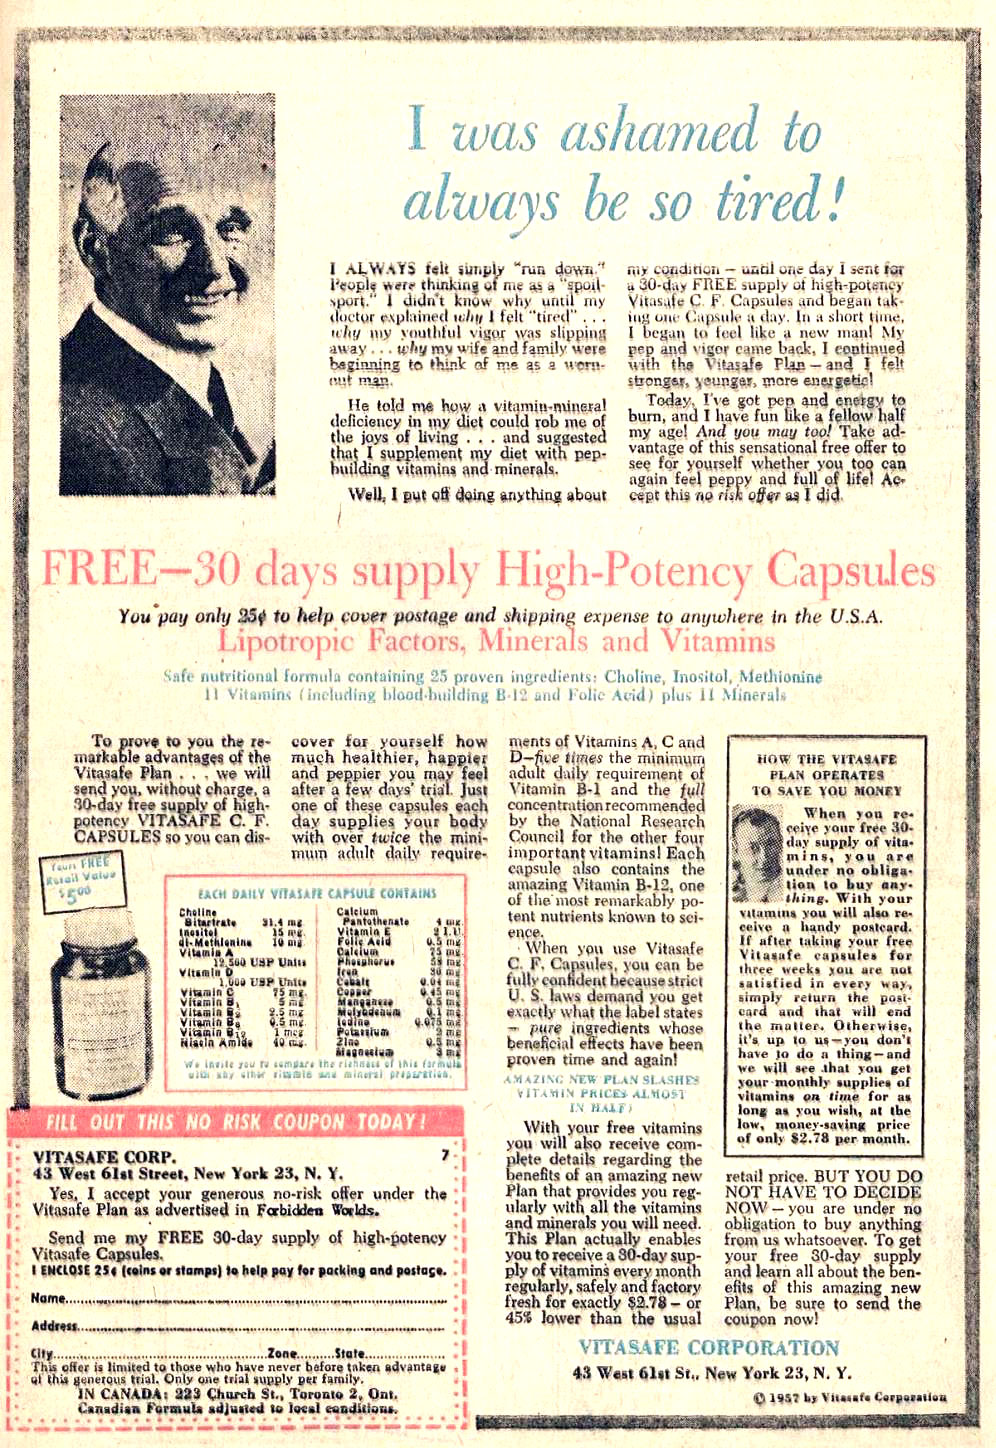 I was ashamed to
always be so tired!
I ALWAYS felt simply "run down."
People were thinking of me as a "spoil-
sport." I didn't know why until my
doctor explained why I felt "tired" . . .
why my youthful vigor was slipping
away . . . why my wife and family were
beginning to think of me as a worn-
out man.
He told me how a vitamin-mineral
deficiency in my diet could rob me of
the joys of living . . . and suggested
that I supplement my diet with pep-
building vitamins and minerals.
Well, I put off doing anything about
my condition — until one day I sent for
a 30-day FREE supply of high-potency
Vitasafe C. F. Capsules and began tak-
ing one Capsule a day. In a short time,
I began to feel like a new man! My
pep and vigor came back, I continued
with the Vitasafe Plan — and I felt
stronger, younger, more energetic!
Today, I've got pep and energy to
burn, and I have fun like a fellow half
my age! And you may too! Take ad-
vantage of this sensational free offer to
see for yourself whether you too can
again feel peppy and full of life! Ac-
cept this no risk offer as I did.
FREE—30 days supply High-Potency Capsules
You pay only 25¢ to help cover postage and shipping expense to anywhere in the U.S.A.
Lipotropic Factors, Minerals and Vitamins
Safe nutritional formula containing 25 proven ingredients: Choline, Inositol, Methionine
11 Vitamins (including blood-building B-12 and Folic Acid) plus 11 Minerals
To prove to you the re-
markable advantages of the
Vitasafe Plan . . . we will
send you, without charge, a
30-day free supply of high-
potency VITASAFE C. F.
CAPSULES so you can dis-
cover for yourself how
much healthier, happier
and peppier you may feel
after a few days' trial. Just
one of these capsules each
day supplies your body
with over twice the mini-
mum adult daily require-
ments of Vitamins A, C and
D—five times the minimum
adult daily requirement of
Vitamin B-1 and the full
concentration recommended
by the National Research
Council for the other four
important vitamins! Each
capsule also contains the
amazing Vitamin B-12, one
of the most remarkably po-
tent nutrients known to sci-
ence.
When you use Vitasafe
C. F. Capsules, you can be
fully confident because strict
U. S. laws demand you get
exactly what the label states
— pure ingredients whose
beneficial effects have been
proven time and again!
AMAZING NEW PLAN SLASHES
VITAMIN PRICES ALMOST
IN HALF)
With your free vitamins
you will also receive com-
plete details regarding the
benefits of an amazing new
Plan that provides you reg-
ularly with all the vitamins
and minerals you will need.
This Plan actually enables
you to receive a 30-day sup-
ply of vitamins every month
regularly, safely and factory
fresh for exactly $2.78 — or
45% lower than the usual
retail price. BUT YOU DO
NOT HAVE TO DECIDE
NOW — you are under no
obligation to buy anything
from us whatsoever. To get
your free 30-day supply
and learn all about the ben-
efits of this amazing new
Plan, be sure to send the
coupon now!
HOW THE VITASAFE
PLAN OPERATES
TO SAVE YOU MONEY
When you re-
ceive your free 30-
day supply of vita-
mins, you are
under no obliga-
tion to buy any-
thing. With your
vitamins you will also re-
ceive a handy postcard.
If after taking your free
Vitasafe capsules for
three weeks you are not
satisfied in every way,
simply return the post-
card and that will end
the matter. Otherwise,
it's up to us—you don't
have to do a thing—and
we will see that you get
your monthly supplies of
vitamins on time for as
long as you wish, at the
low, money-saving price
of only $2.78 per month.
Yours FREE
Retail Value
$5.00
EACH DAILY VITASAFE CAPSULE CONTAINS
Choline
Bitartrate 31.4 mg.
Inositol 15 mg.
dl-Methionine 10 mg.
Vitamin A
12,500 USP Units
Vitamin D
1,000 USP Units
Vitamin C 75 mg.
Vitamin B1 5 mg.
Vitamin B2 2.5 mg.
Vitamin B6 0.5 mg.
Vitamin B12 1 mcg.
Niacin Amide 40 mg.
Calcium
Pantothenate 4 mg.
Vitamin E 2 I.U.
Folic Acid 0.5 mg.
Calcium 75 mg.
Phosphorus 58 mg.
Iron 30 mg.
Cobalt 0.04 mg.
Copper 0.45 mg.
Manganese 0.5 mg.
Molybdenum 0.1 mg.
Iodine 0.075 mg.
Potassium 2 mg.
Zinc 0.5 mg.
Magnesium 3 mg.
We invite you to compare the richness of this formula
with any other vitamin and mineral preparation.
FILL OUT THIS NO RISK COUPON TODAY!
VITASAFE CORP. 7
43 West 61st Street, New York 23, N. Y.
Yes, I accept your generous no-risk offer under the
Vitasafe Plan as advertised in Forbidden Worlds.
Send me my FREE 30-day supply of high-potency
Vitasafe Capsules.
I ENCLOSE 25¢ (coins or stamps) to help pay for packing and postage.
Name
Address
City Zone State
This offer is limited to those who have never before taken advantage
of this generous trial. Only one trial supply per family.
IN CANADA: 223 Church St., Toronto 2, Ont.
Canadian Formula adjusted to local conditions.
VITASAFE CORPORATION
43 West 61st St., New York 23, N. Y.
© 1957 by Vitasafe Corporation